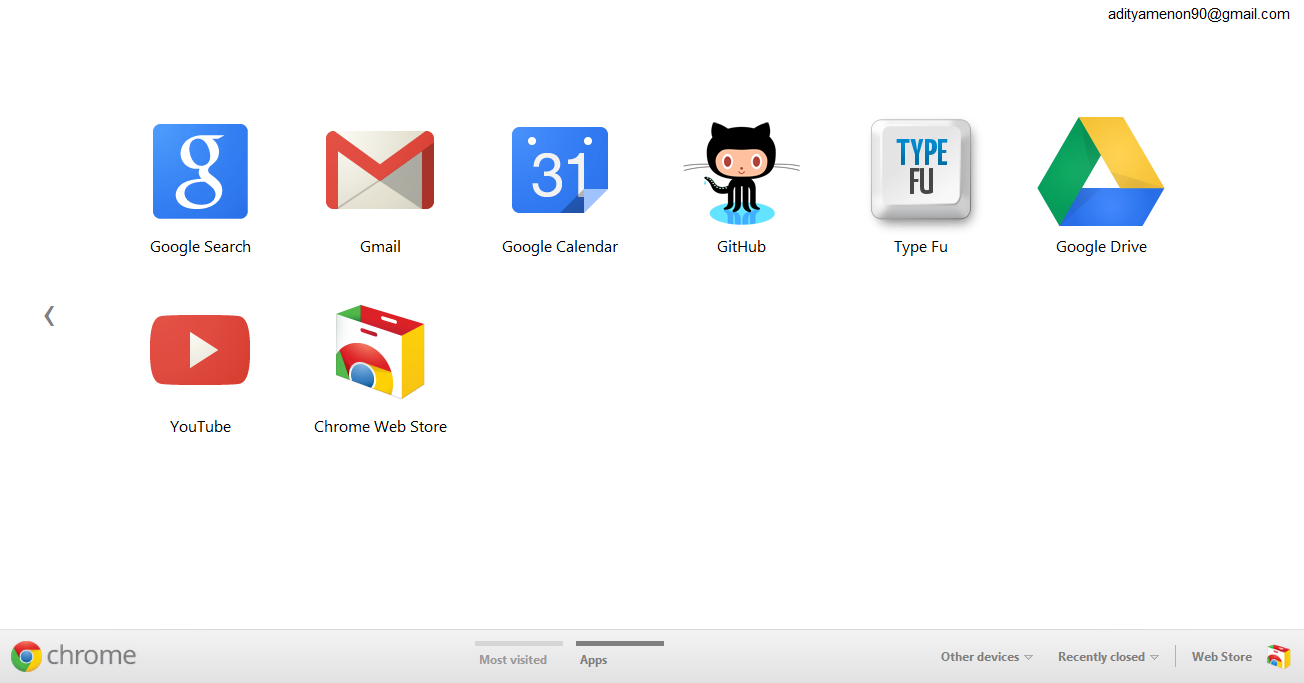 adityamenon90@gmail.com
g
31
TYPE
FU
Google Search
Gmail
Google Calendar
GitHub
Type Fu
Google Drive
YouTube
Chrome Web Store
chrome
Most visited
Apps
Other devices
Recently closed
Web Store